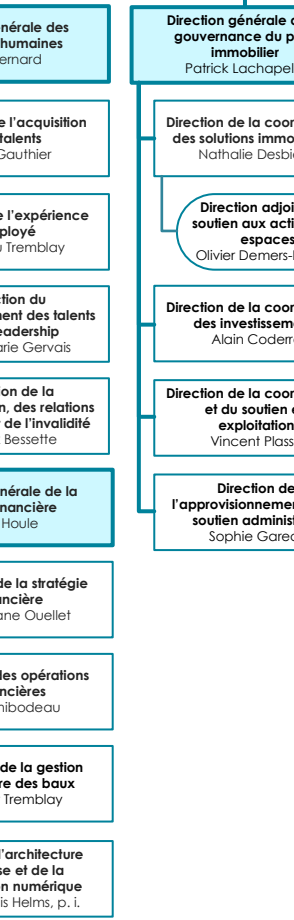 nérale des
humaines
ernard
e l'acquisition
talents
Gauthier
e l'expérience
ployé
u Tremblay
ction du
ment des talents
eadership
arie Gervais
ion de la
n, des relations
t de l'invalidité
Bessette
nérale de la
nancière
Houle
de la stratégie
ncière
ane Ouellet
des opérations
ncières
hibodeau
de la gestion
re des baux
Tremblay
l'architecture
se et de la
on numérique
is Helms, p. i.
Direction générale d
gouvernance du p
immobilier
Patrick Lachapel
Direction de la coor
des solutions immo
Nathalie Desbi
Direction adjoi
soutien aux acti
espaces
Olivier Demers-
Direction de la coor
des investisseme
Alain Coderr
Direction de la coor
et du soutien e
exploitation
Vincent Plass
Direction de
l'approvisionneme
soutien administ
Sophie Gare